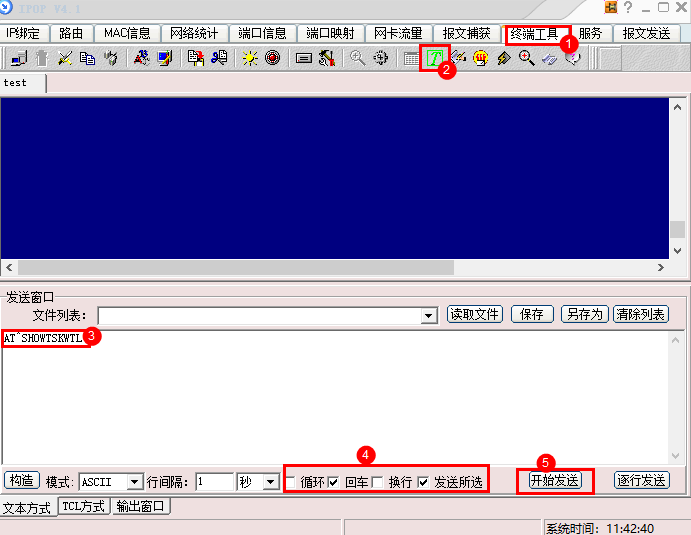 IPOP V4.1
IP绑定 路由 MAC信息 网络统计 端口信息 端口映射 网卡流量 报文捕获 终端工具 服务 报文发送
1
2
test
发送窗口
文件列表: 读取文件 保存 另存为 清除列表
AT^SHOWTSKWTL 3
4
5
构造 模式: ASCII 行间隔: 1 秒 循环 回车 换行 发送所选 开始发送 逐行发送
文本方式 TCL方式 输出窗口
系统时间: 11:42:40